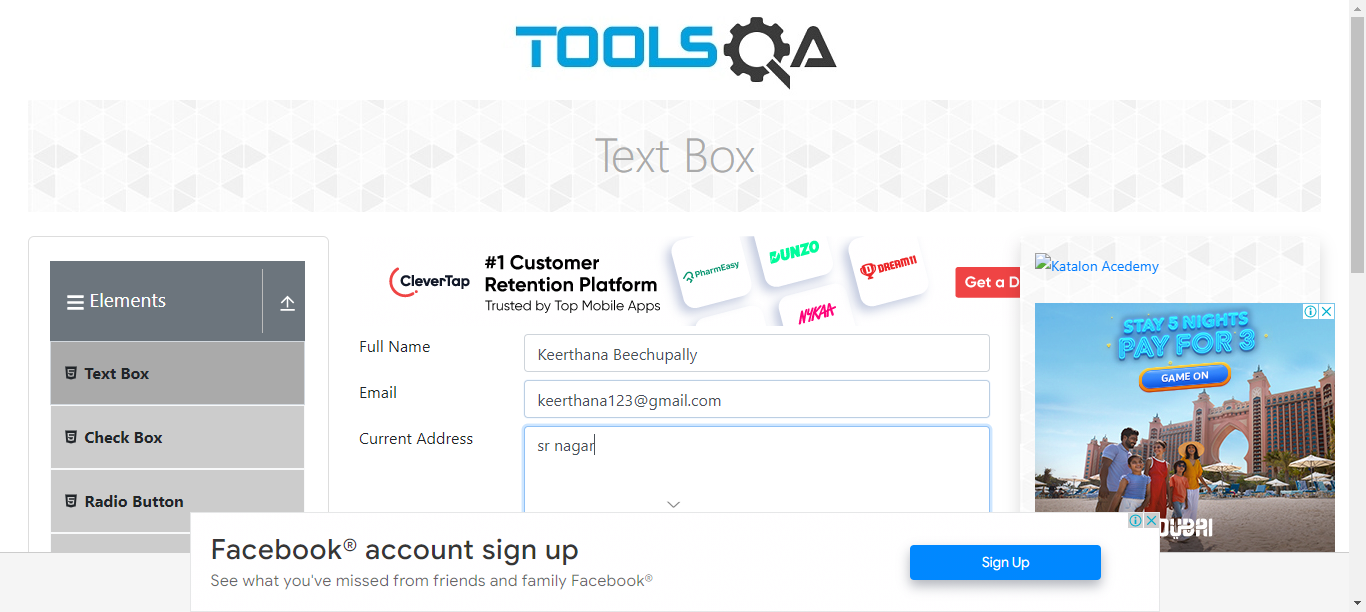 TOOLSQA
Text Box
Elements
Text Box
Check Box
Radio Button
CleverTap
#1 Customer
Retention Platform
Trusted by Top Mobile Apps
PharmEasy
DUNZO
NYKAA
DREAM11
Get a D
Full Name
Keerthana Beechupally
Email
keerthana123@gmail.com
Current Address
sr nagar
Katalon Acedemy
STAY 5 NIGHTS
PAY FOR 3
GAME ON
DUBAI
Facebook® account sign up
See what you've missed from friends and family Facebook®
Sign Up